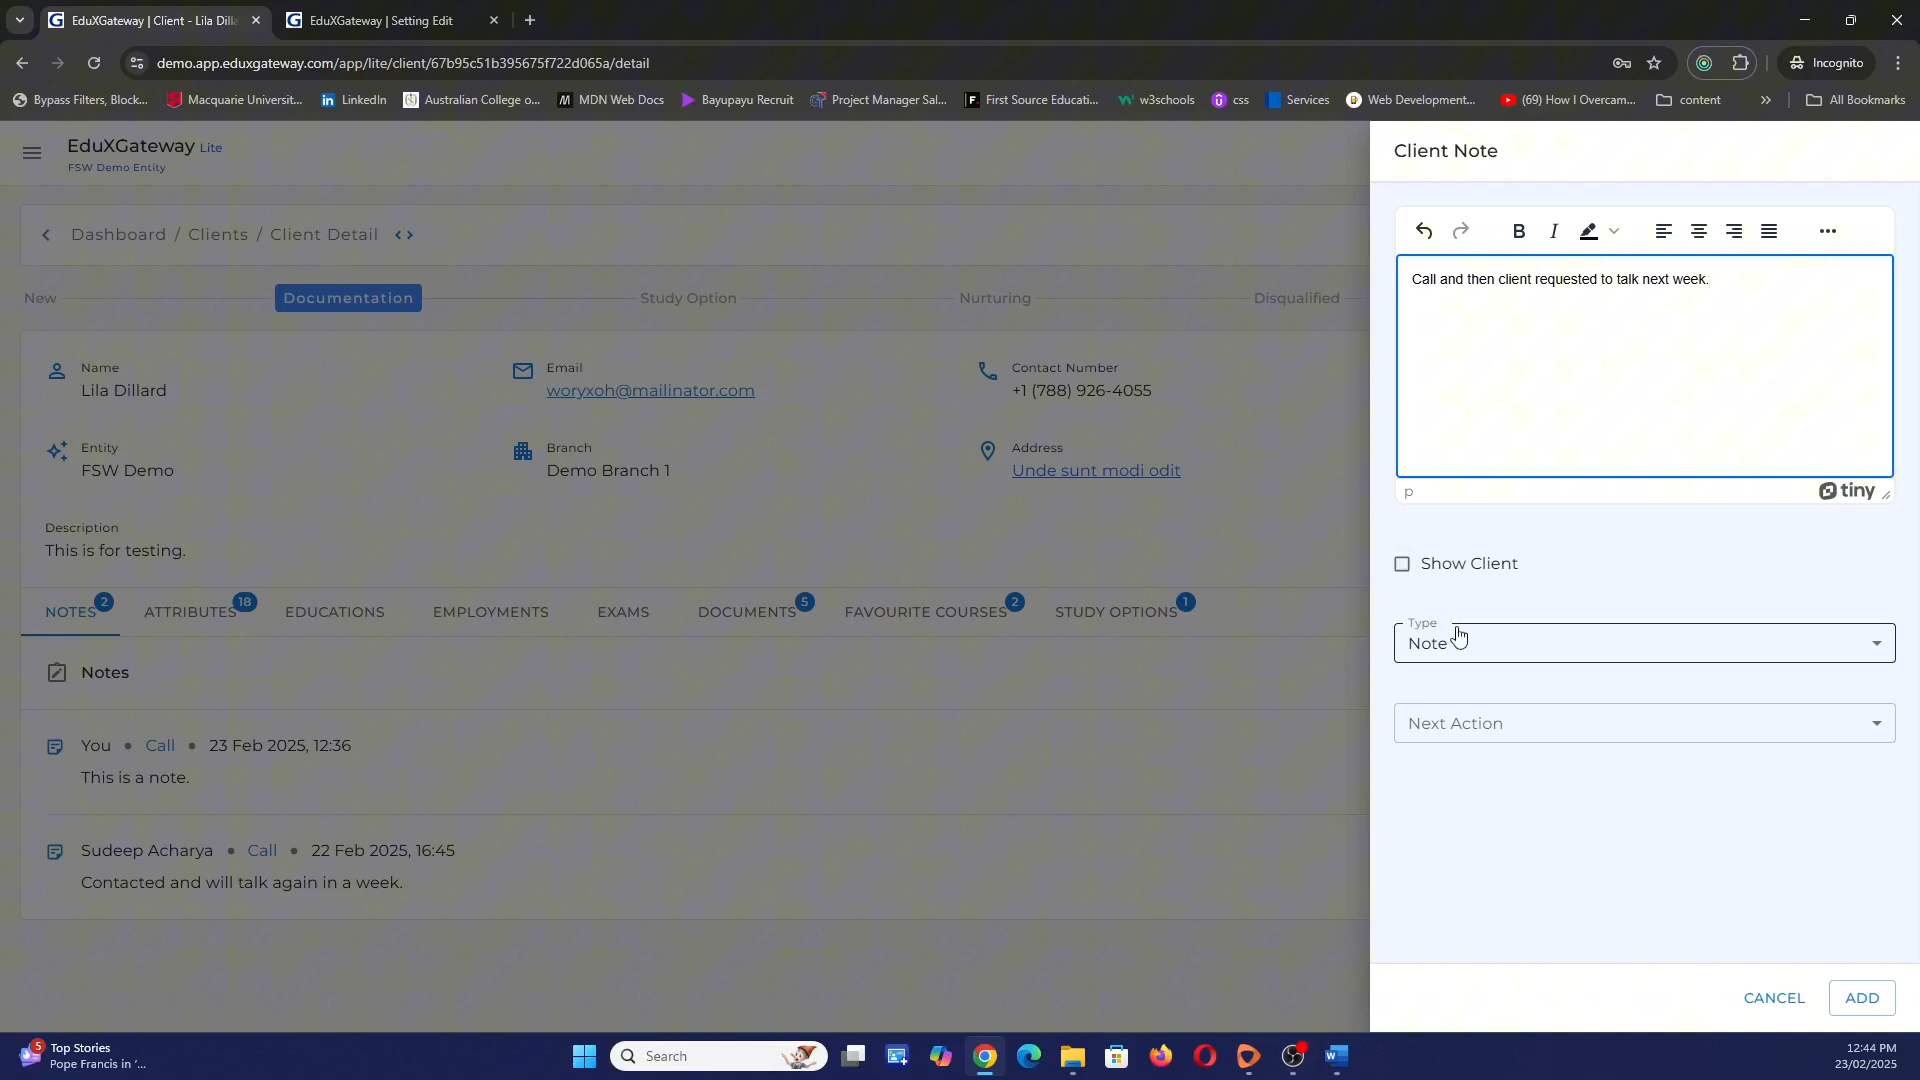 EduXGateway | Client - Lila Dilla
EduXGateway | Setting Edit
demo.app.eduxgateway.com/app/lite/client/67b95c51b395675f722d065a/detail
Incognito
Bypass Filters, Block...
Macquarie Universit...
LinkedIn
Australian College o...
MDN Web Docs
Bayupayu Recruit
Project Manager Sal...
First Source Educati...
w3schools
css
Services
Web Development...
(69) How I Overcam...
content
All Bookmarks
EduXGateway Lite
FSW Demo Entity
Dashboard / Clients / Client Detail
New
Documentation
Study Option
Nurturing
Disqualified
Name
Lila Dillard
Email
woryxoh@mailinator.com
Contact Number
+1 (788) 926-4055
Entity
FSW Demo
Branch
Demo Branch 1
Address
Unde sunt modi odit
Description
This is for testing.
NOTES 2
ATTRIBUTES 18
EDUCATIONS
EMPLOYMENTS
EXAMS
DOCUMENTS 5
FAVOURITE COURSES 2
STUDY OPTIONS 1
Notes
You • Call • 23 Feb 2025, 12:36
This is a note.
Sudeep Acharya • Call • 22 Feb 2025, 16:45
Contacted and will talk again in a week.
Client Note
B I
Call and then client requested to talk next week.
p
tiny
Show Client
Type
Note
Next Action
CANCEL
ADD
5
Top Stories
Pope Francis in '...
Search
12:44 PM
23/02/2025